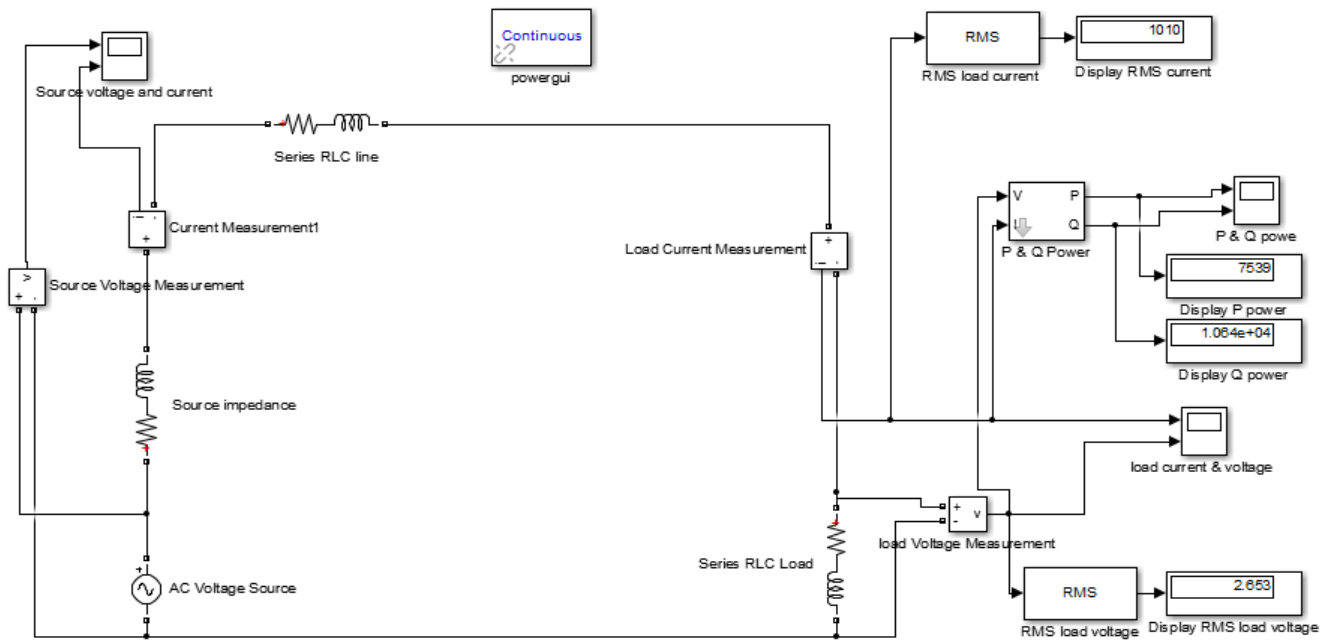 Continuous
powergui
RMS
RMS load current
1010
Display RMS current
Source voltage and current
Series RLC line
Current Measurement1
Load Current Measurement
V
I
P
Q
P & Q Power
P & Q powe
7539
Display P power
1.064e+04
Display Q power
Source Voltage Measurement
v
+ -
- +
+ -
Source impedance
load current & voltage
+
-
v
load Voltage Measurement
Series RLC Load
+
AC Voltage Source
RMS
RMS load voltage
2.653
Display RMS load voltage